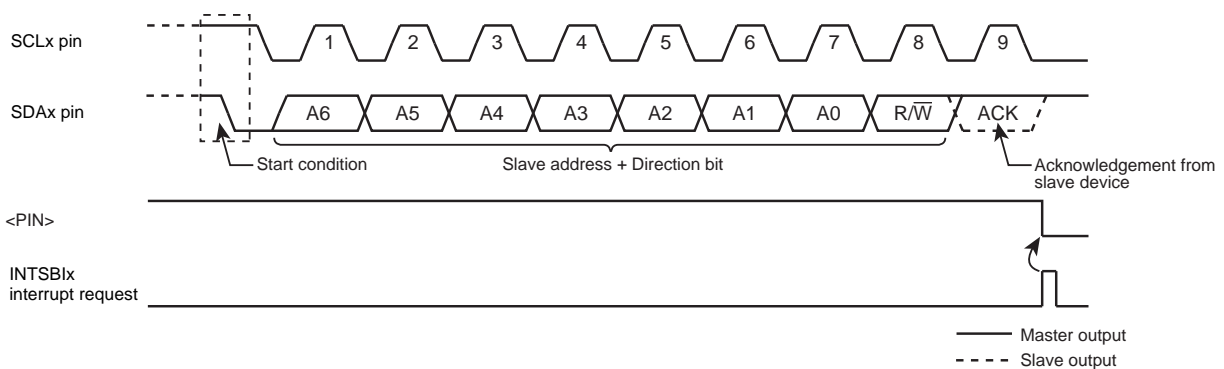 SCLx pin
1 2 3 4 5 6 7 8 9
SDAx pin
A6 A5 A4 A3 A2 A1 A0 R/W̅ ACK
Start condition
Slave address + Direction bit
Acknowledgement from
slave device
<PIN>
INTSBIx
interrupt request
Master output
Slave output